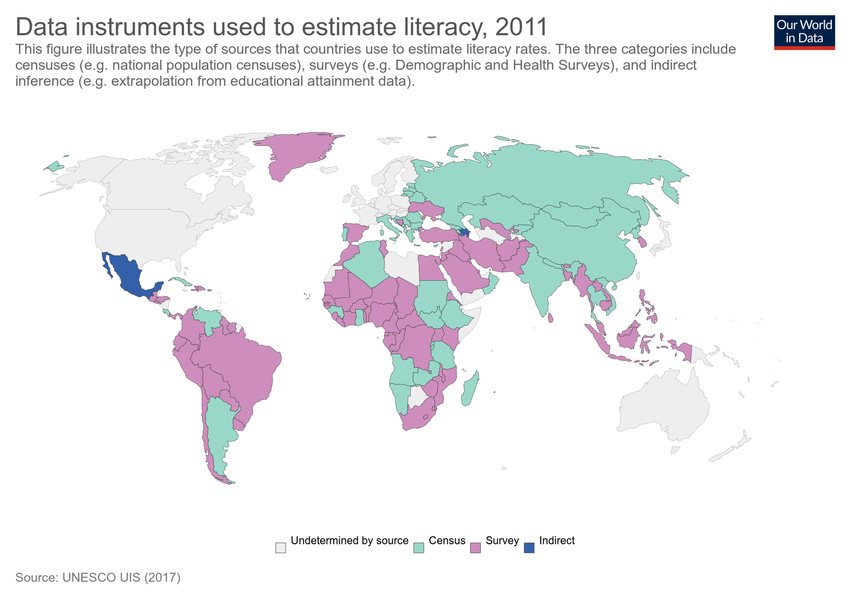 Data instruments used to estimate literacy, 2011
Our World
in Data
This figure illustrates the type of sources that countries use to estimate literacy rates. The three categories include
censuses (e.g. national population censuses), surveys (e.g. Demographic and Health Surveys), and indirect
inference (e.g. extrapolation from educational attainment data).
Undetermined by source Census Survey Indirect
Source: UNESCO UIS (2017)